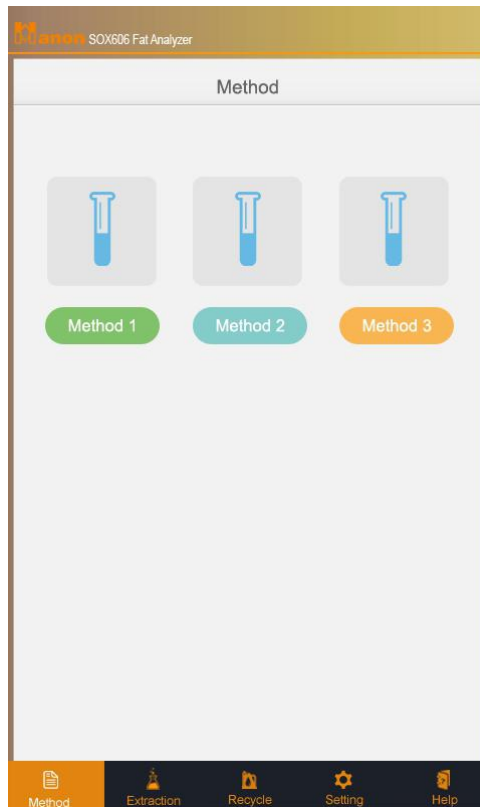 Hanon SOX606 Fat Analyzer
Method
Method 1 Method 2 Method 3
Method Extraction Recycle Setting Help